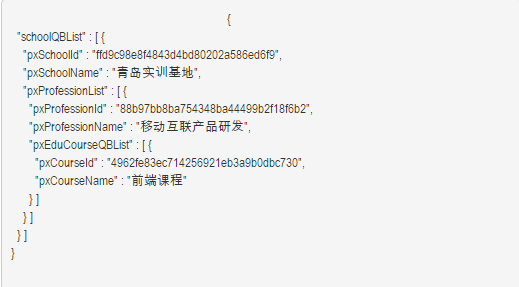 {
"schoolQBList" : [ {
"pxSchoolId" : "ffd9c98e8f4843d4bd80202a586ed6f9",
"pxSchoolName" : "青岛实训基地",
"pxProfessionList" : [ {
"pxProfessionId" : "88b97bb8ba754348ba44499b2f18f6b2",
"pxProfessionName" : "移动互联产品研发",
"pxEduCourseQBList" : [ {
"pxCourseId" : "4962fe83ec714256921eb3a9b0dbc730",
"pxCourseName" : "前端课程"
} ]
} ]
} ]
}